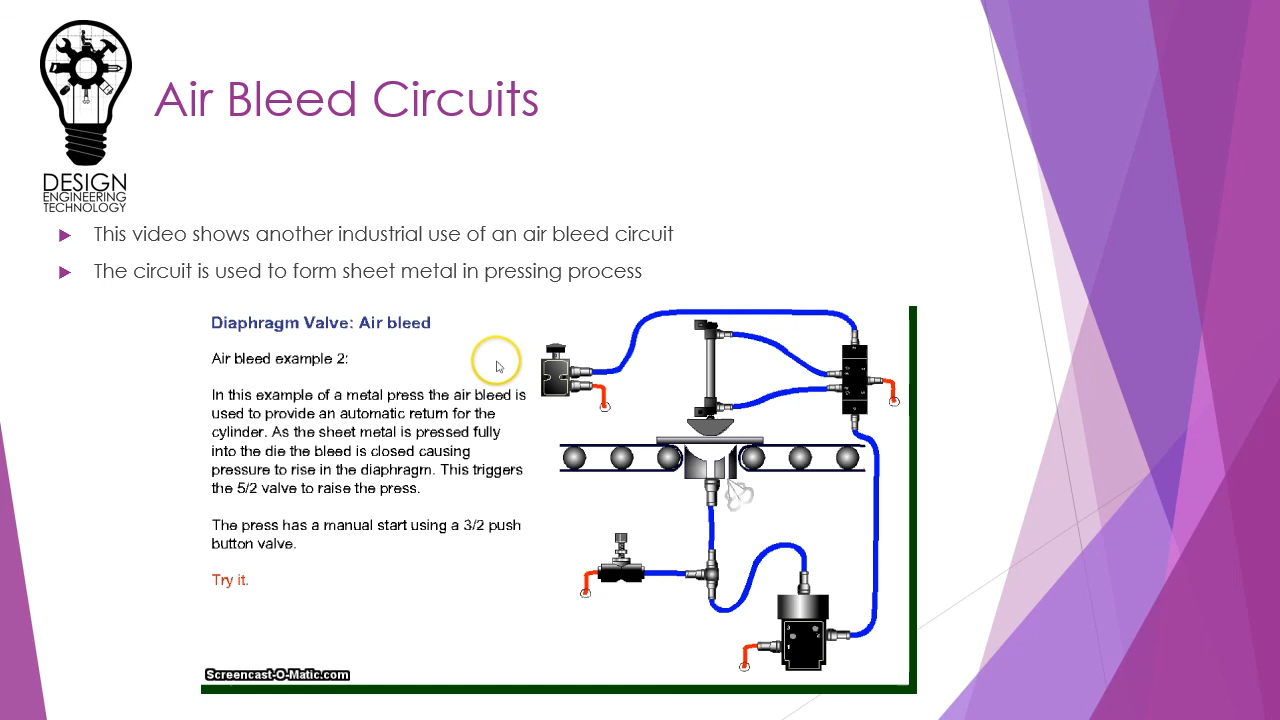 DESIGN
ENGINEERING
TECHNOLOGY
Air Bleed Circuits
This video shows another industrial use of an air bleed circuit
The circuit is used to form sheet metal in pressing process
Diaphragm Valve: Air bleed
Air bleed example 2:
In this example of a metal press the air bleed is
used to provide an automatic return for the
cylinder. As the sheet metal is pressed fully
into the die the bleed is closed causing
pressure to rise in the diaphragm. This triggers
the 5/2 valve to raise the press.
The press has a manual start using a 3/2 push
button valve.
Try it.
Screencast-O-Matic.com